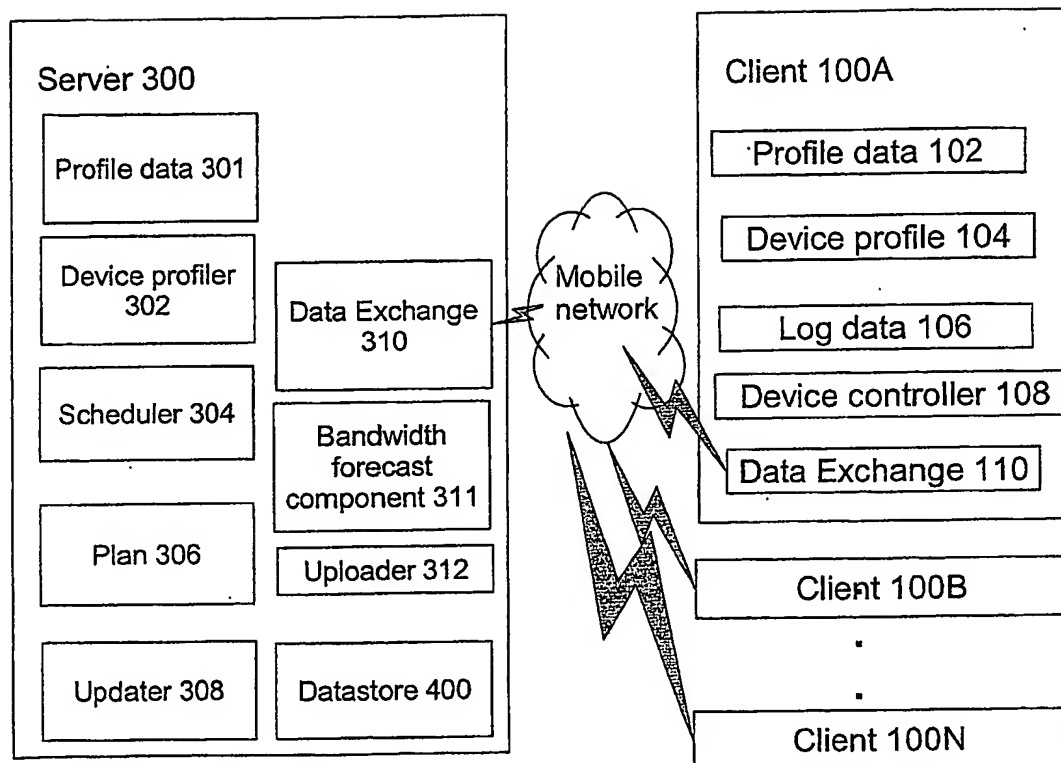 Server 300
Profile data 301
Device profiler
302
Scheduler 304
Plan 306
Updater 308
Data Exchange
310
Bandwidth
forecast
component 311
Uploader 312
Datastore 400
Mobile
network
Client 100A
Profile data 102
Device profile 104
Log data 106
Device controller 108
Data Exchange 110
Client 100B
Client 100N